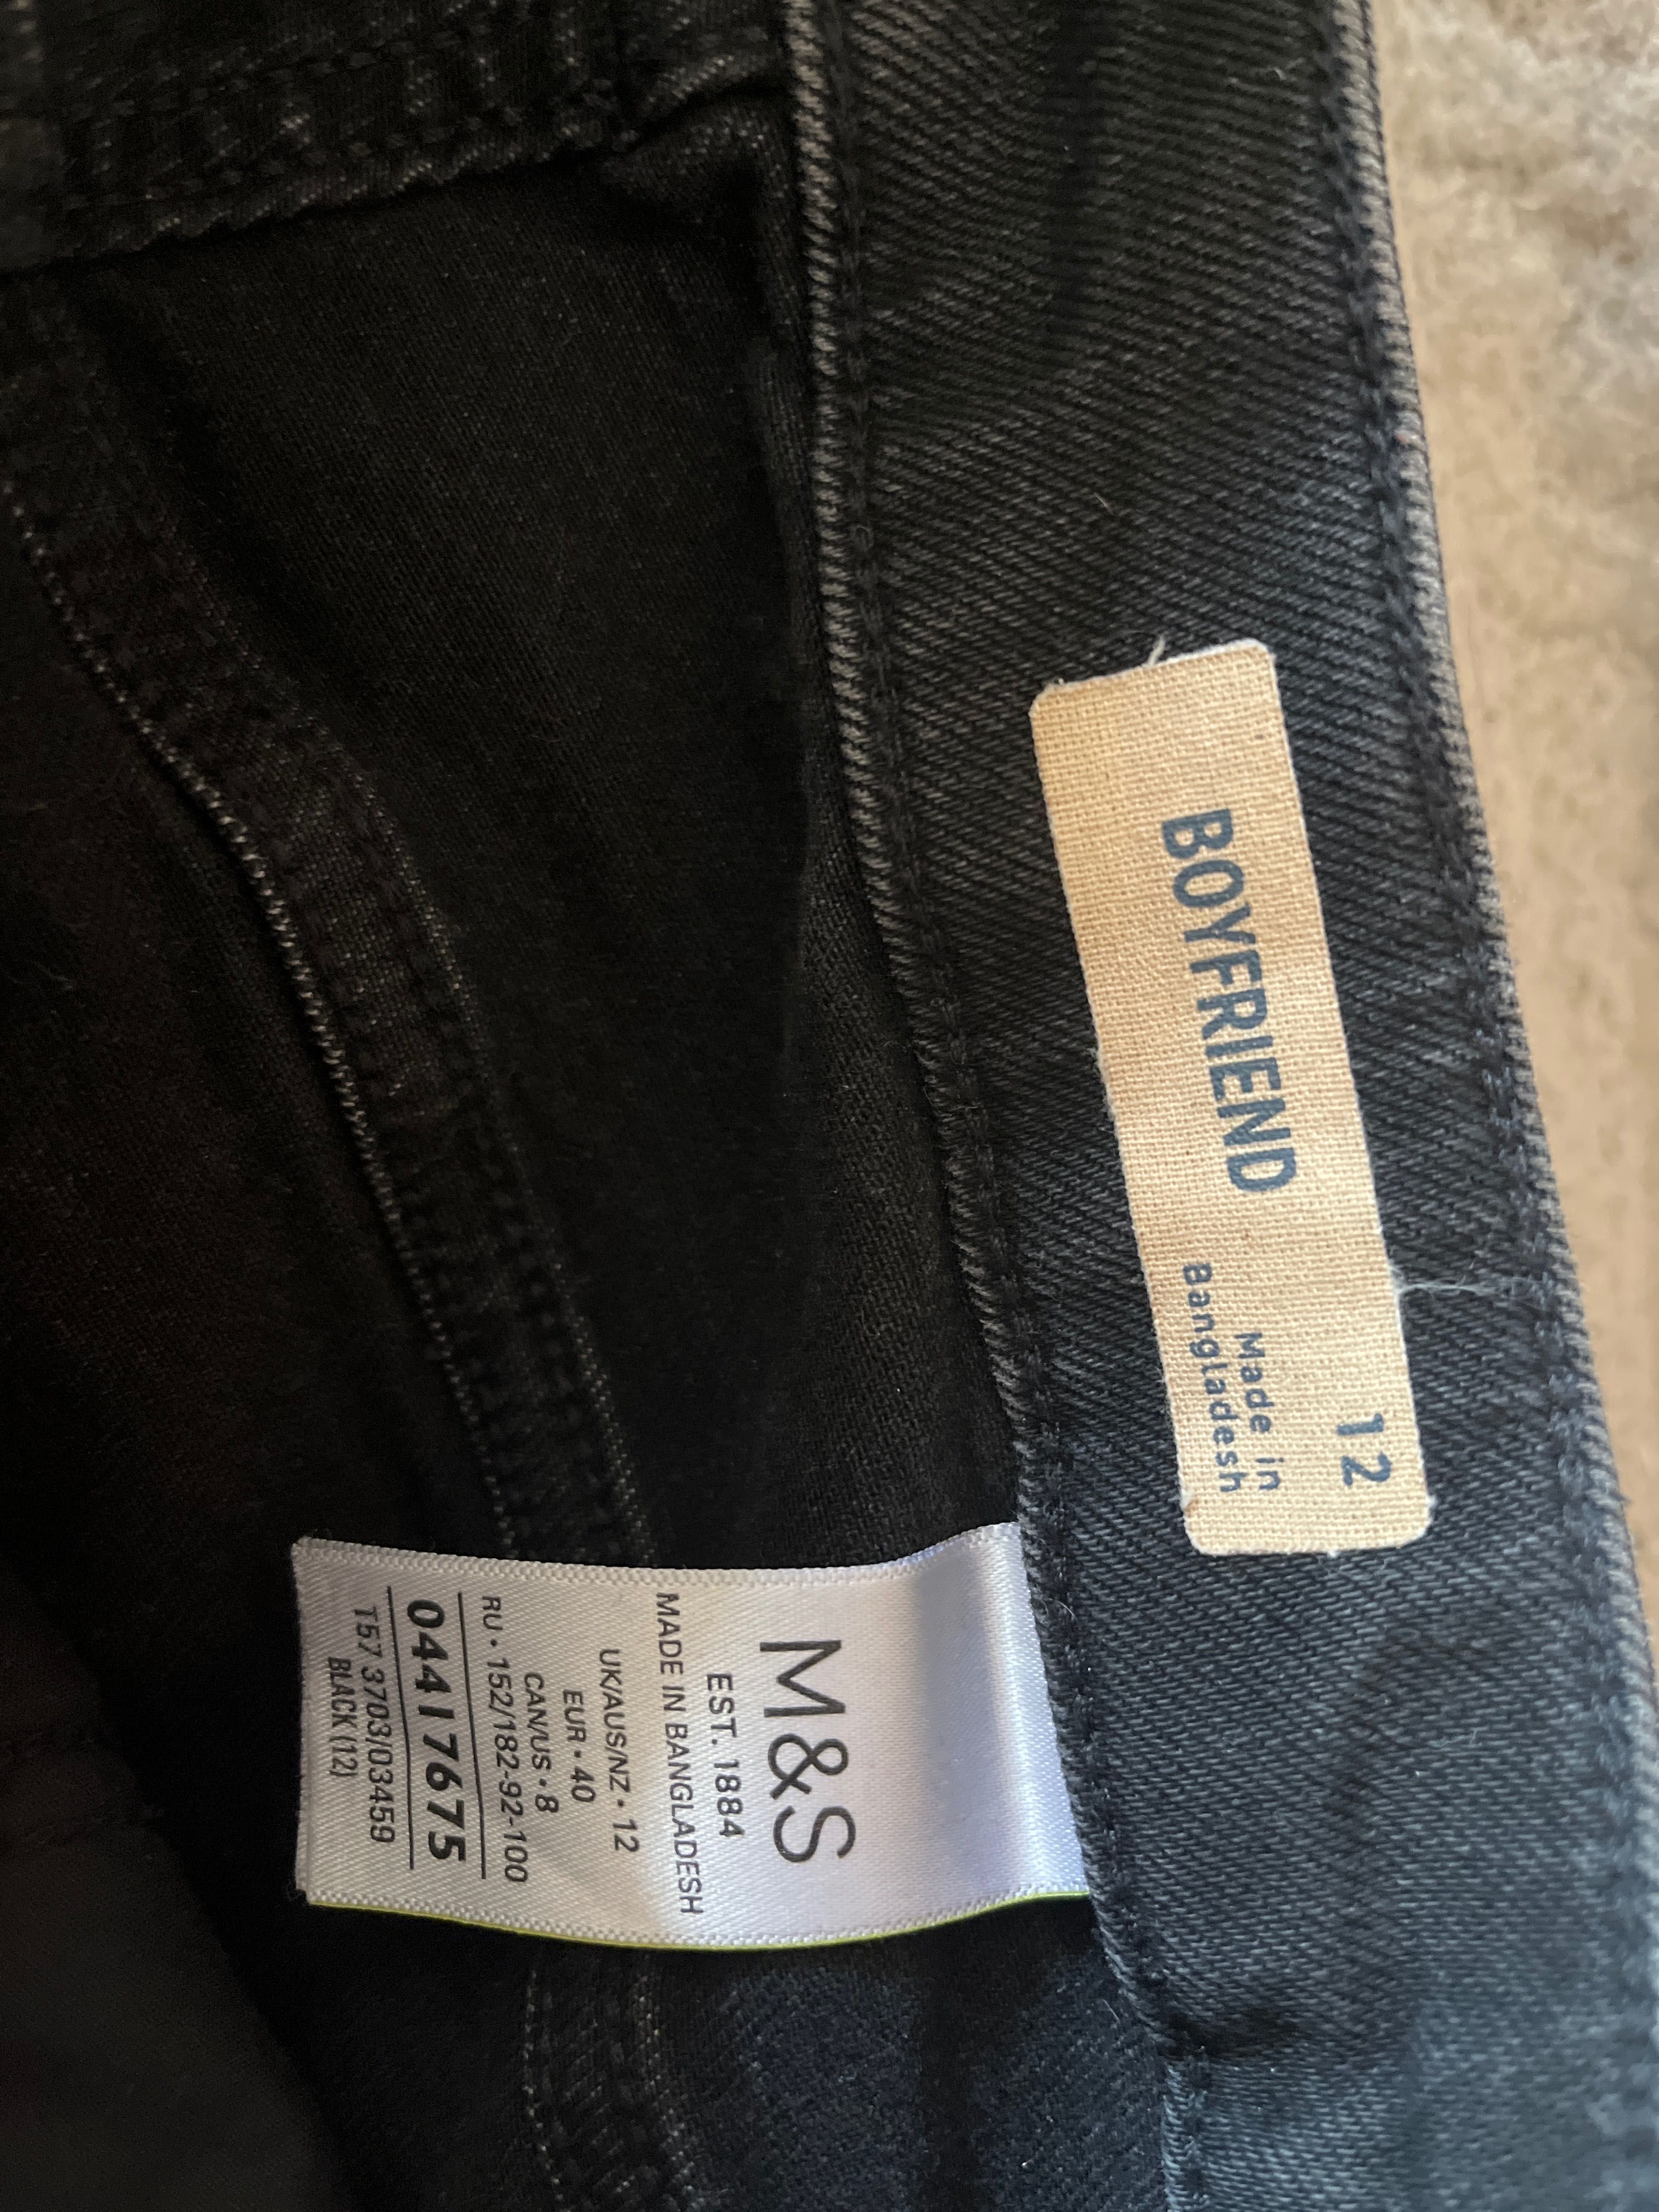 BOYFRIEND
12
Made in
Bangladesh
M&S
EST. 1884
MADE IN BANGLADESH
UK/AUS/NZ • 12
EUR • 40
CAN/US • 8
RU • 152/182-92-100
04417675
T57 3703/03459
BLACK (12)